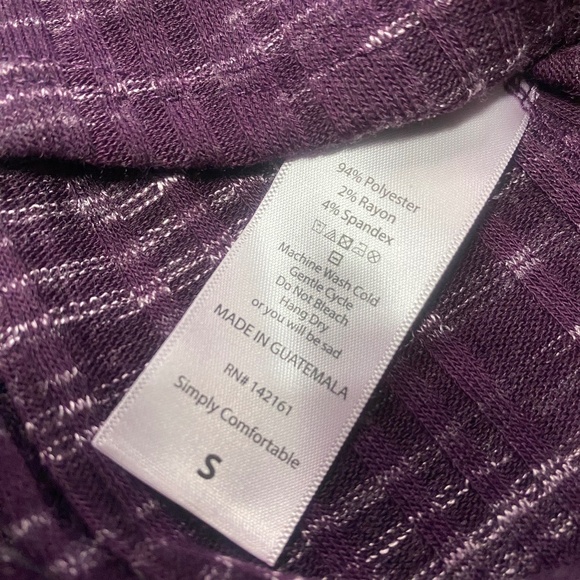 94% Polyester
2% Rayon
4% Spandex
Machine Wash Cold
Gentle Cycle
Do Not Bleach
Hang Dry
or you will be sad
MADE IN GUATEMALA
RN# 142161
Simply Comfortable
S